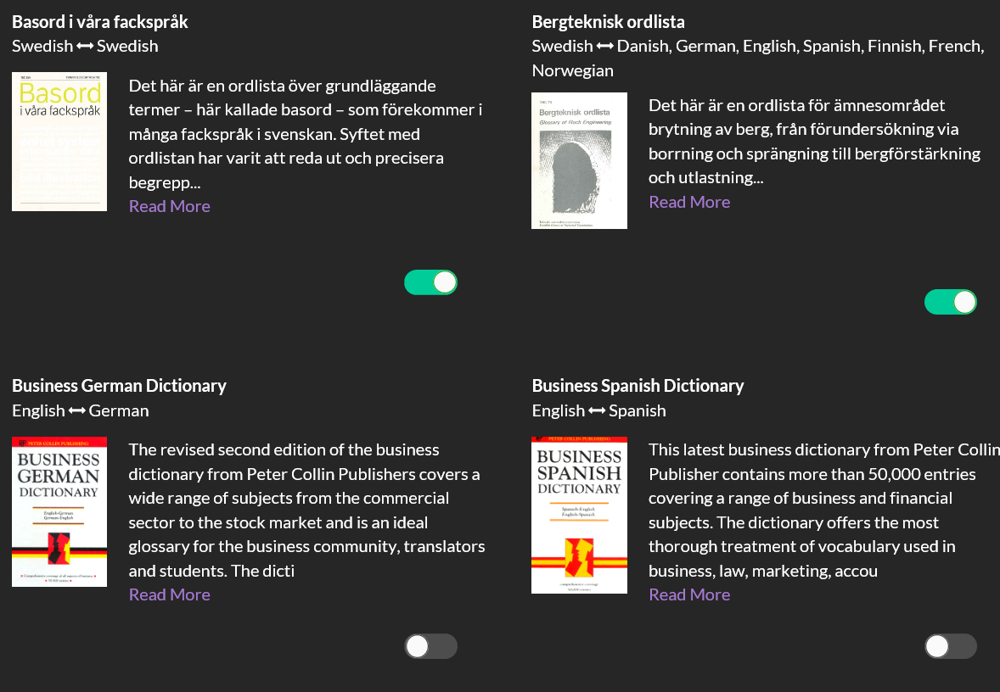 Basord i våra fackspråk
Swedish ↔ Swedish
Basord
i våra fackspråk
Det här är en ordlista över grundläggande
termer – här kallade basord – som förekommer i
många fackspråk i svenskan. Syftet med
ordlistan har varit att reda ut och precisera
begrepp...
Read More
Bergteknisk ordlista
Swedish ↔ Danish, German, English, Spanish, Finnish, French,
Norwegian
Bergteknisk ordlista
Glossary of Rock Engineering
Det här är en ordlista för ämnesområdet
brytning av berg, från förundersökning via
borrning och sprängning till bergförstärkning
och utlastning...
Read More
Business German Dictionary
English ↔ German
PETER COLLIN PUBLISHING
BUSINESS
GERMAN
DICTIONARY
English-German
German-English
The revised second edition of the business
dictionary from Peter Collin Publishers covers a
wide range of subjects from the commercial
sector to the stock market and is an ideal
glossary for the business community, translators
and students. The dicti
Read More
Business Spanish Dictionary
English ↔ Spanish
PETER COLLIN PUBLISHING
BUSINESS
SPANISH
DICTIONARY
Spanish-English
English-Spanish
This latest business dictionary from Peter Collin
Publisher contains more than 50,000 entries
covering a range of business and financial
subjects. The dictionary offers the most
thorough treatment of vocabulary used in
business, law, marketing, accou
Read More